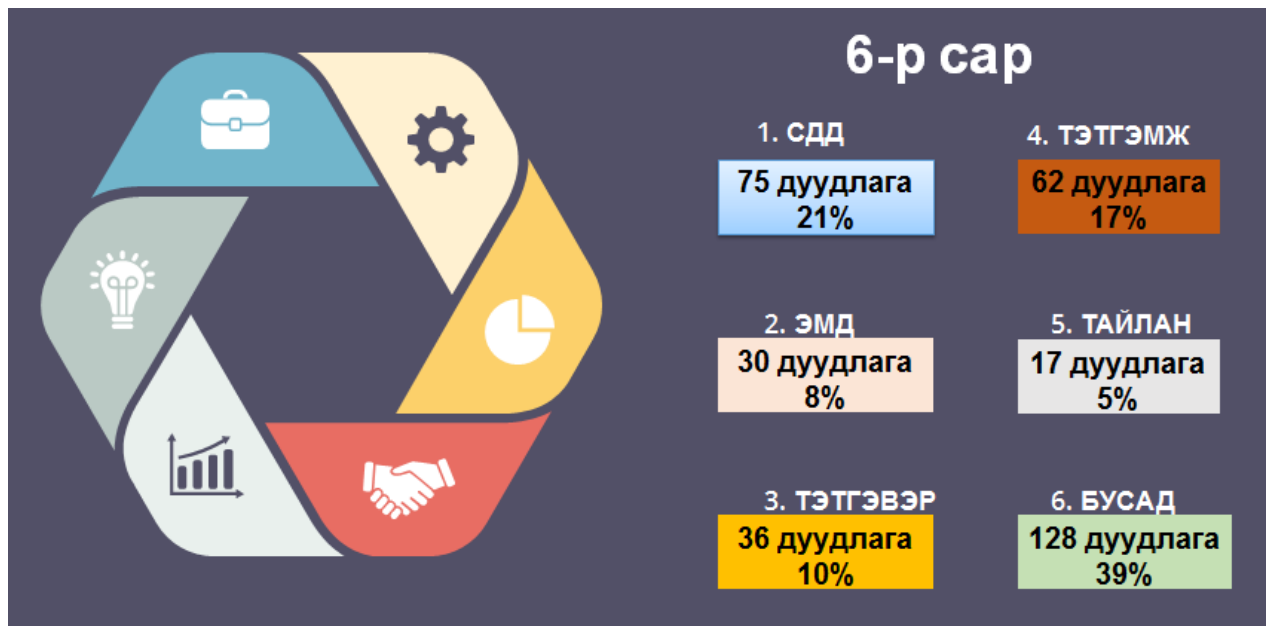 6-р сар
1. СДД
75 дуудлага
21%
2. ЭМД
30 дуудлага
8%
3. ТЭТГЭВЭР
36 дуудлага
10%
4. ТЭТГЭМЖ
62 дуудлага
17%
5. ТАЙЛАН
17 дуудлага
5%
6. БУСАД
128 дуудлага
39%